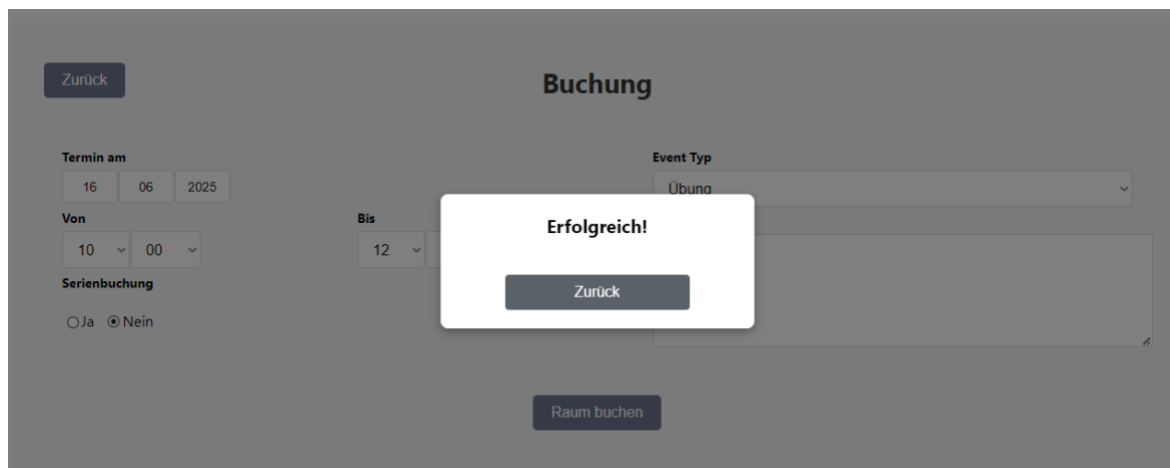 Zurück
Buchung
Termin am
16 06 2025
Event Typ
Übung
Von
10 00
Bis
12
Serienbuchung
Ja Nein
Erfolgreich!
Zurück
Raum buchen